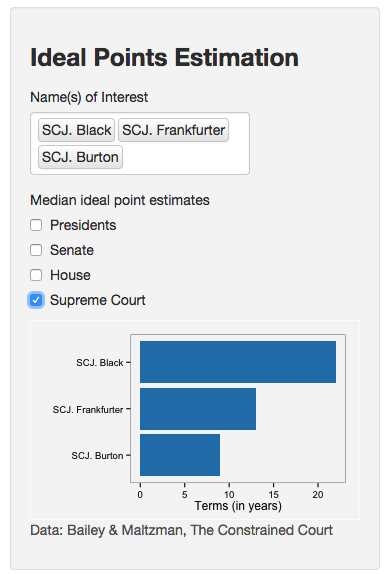 Ideal Points Estimation
Name(s) of Interest
SCJ. Black SCJ. Frankfurter
SCJ. Burton
Median ideal point estimates
Presidents
Senate
House
Supreme Court
SCJ. Black
SCJ. Frankfurter
SCJ. Burton
0 5 10 15 20
Terms (in years)
Data: Bailey & Maltzman, The Constrained Court